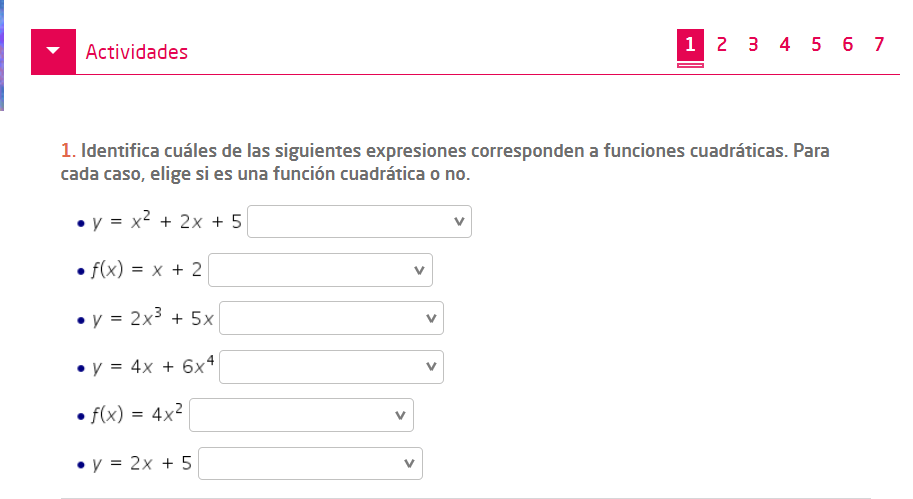 Actividades
1 2 3 4 5 6 7
1. Identifica cuáles de las siguientes expresiones corresponden a funciones cuadráticas. Para
cada caso, elige si es una función cuadrática o no.
• y = x² + 2x + 5
• f(x) = x + 2
• y = 2x³ + 5x
• y = 4x + 6x⁴
• f(x) = 4x²
• y = 2x + 5